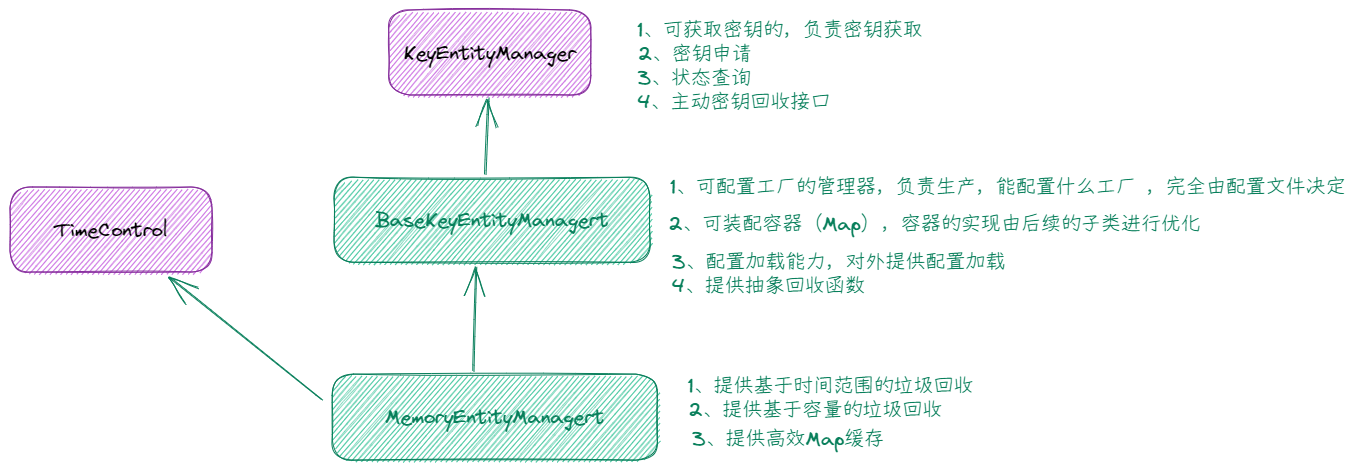 KeyEntityManager
1、可获取密钥的，负责密钥获取
2、密钥申请
3、状态查询
4、主动密钥回收接口
TimeControl
BaseKeyEntityManagert
1、可配置工厂的管理器，负责生产，能配置什么工厂 ，完全由配置文件决定
2、可装配容器（Map），容器的实现由后续的子类进行优化
3、配置加载能力，对外提供配置加载
4、提供抽象回收函数
MemoryEntityManagert
1、提供基于时间范围的垃圾回收
2、提供基于容量的垃圾回收
3、提供高效Map缓存